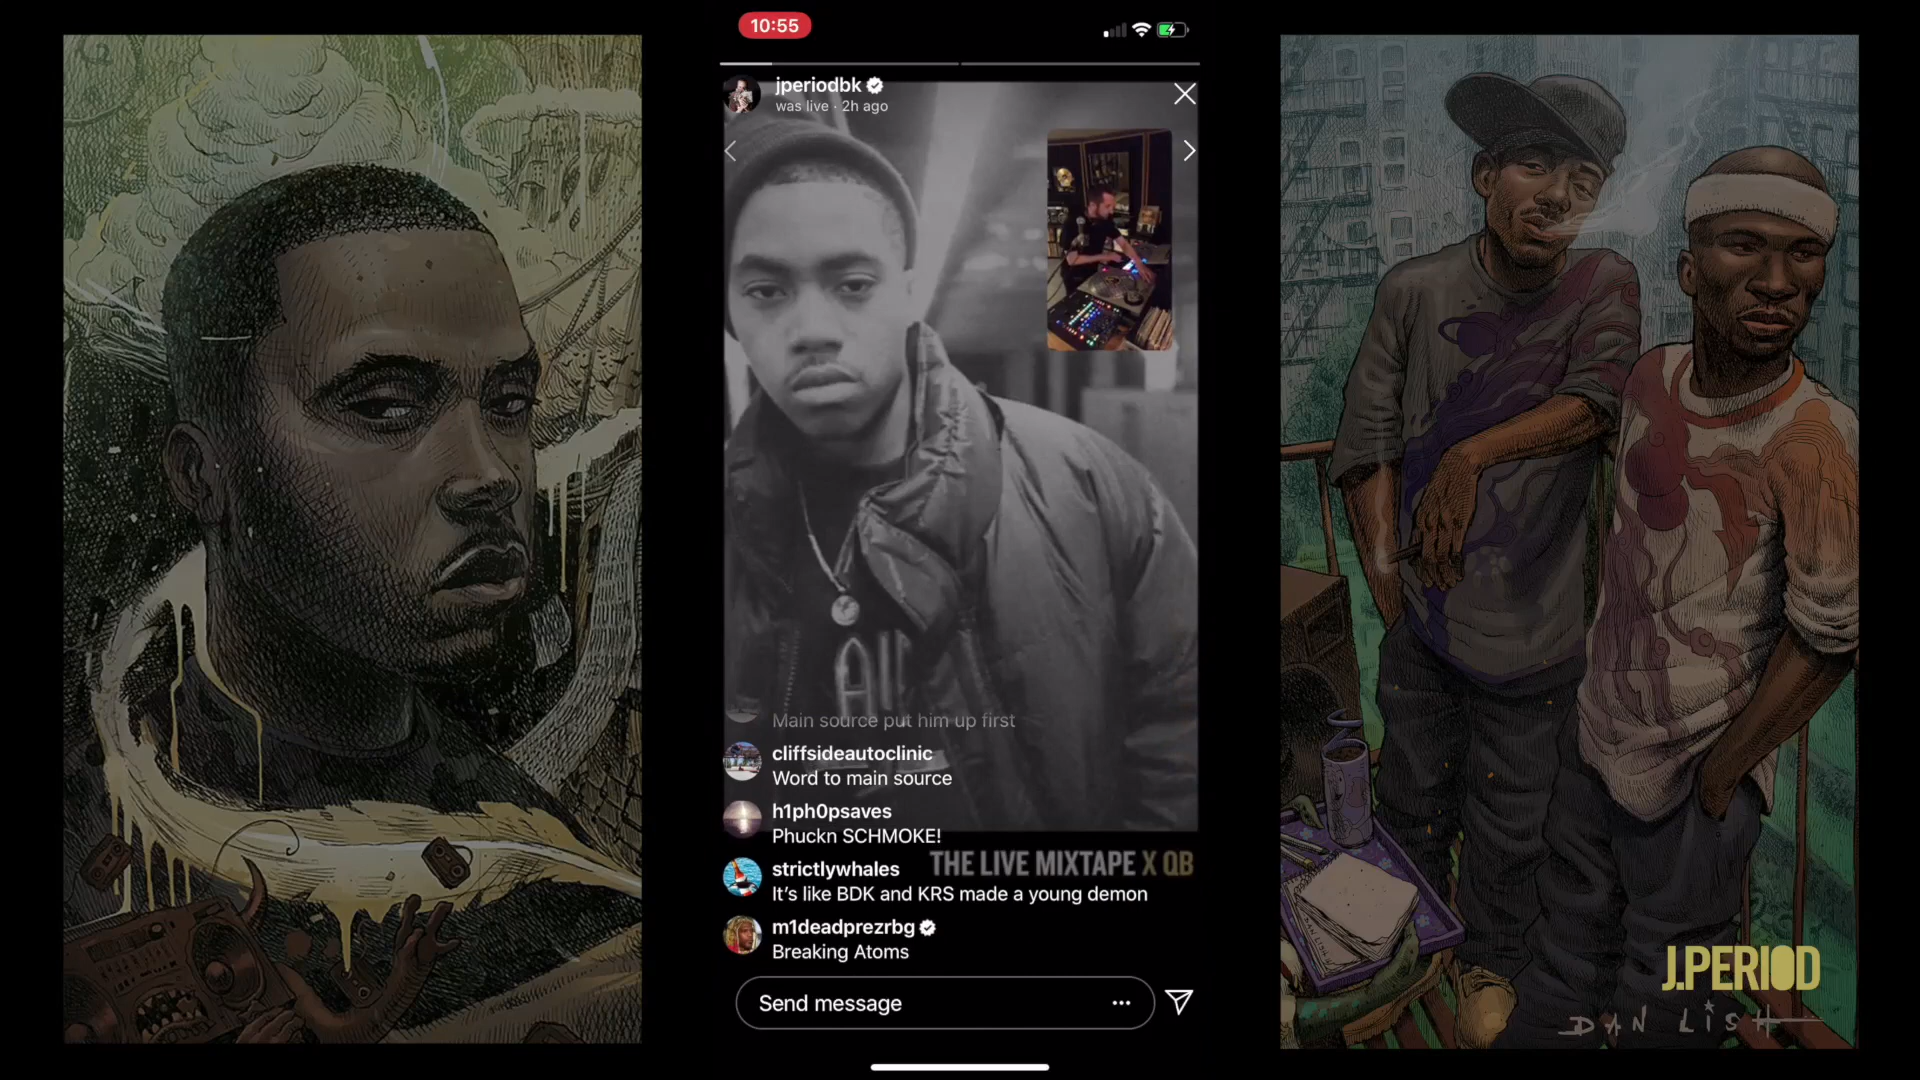 10:55
jperiodbk
was live · 2h ago
Main source put him up first
cliffsideautoclinic
Word to main source
h1ph0psaves
Phuckn SCHMOKE!
THE LIVE MIXTAPE X QB
strictlywhales
It’s like BDK and KRS made a young demon
m1deadprezrbg
Breaking Atoms
Send message
J.PERIOD
DAN LiSH